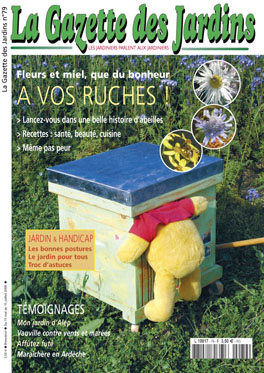 La Gazette des Jardins
LES JARDINIERS PARLENT AUX JARDINIERS
La Gazette des Jardins n°79
Fleurs et miel, que du bonheur
A VOS RUCHES !
> Lancez-vous dans une belle histoire d'abeilles
> Recettes : santé, beauté, cuisine
> Même pas peur
JARDIN & HANDICAP
Les bonnes postures
Le jardin pour tous
Troc d'astuces
TÉMOIGNAGES
Mon jardin d'Alep
Vauville contre vents et marées
Affûtez futé
Maraîchère en Ardèche